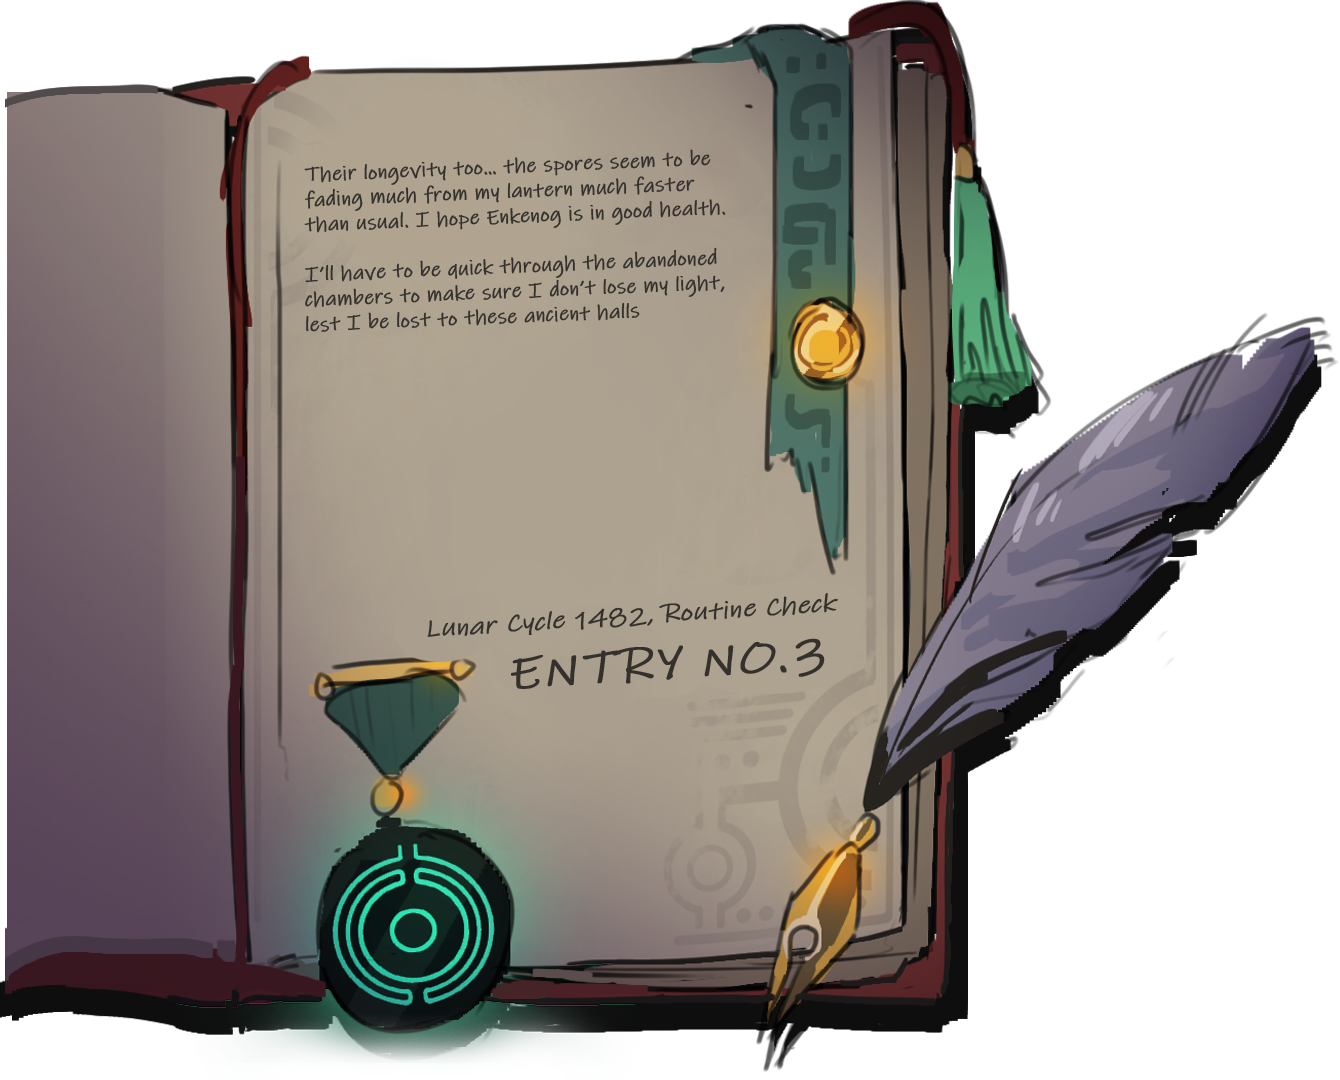 Their longevity too... the spores seem to be
fading much from my lantern much faster
than usual. I hope Enkenog is in good health.
I'll have to be quick through the abandoned
chambers to make sure I don't lose my light,
lest I be lost to these ancient halls
Lunar Cycle 1482, Routine Check
ENTRY NO.3